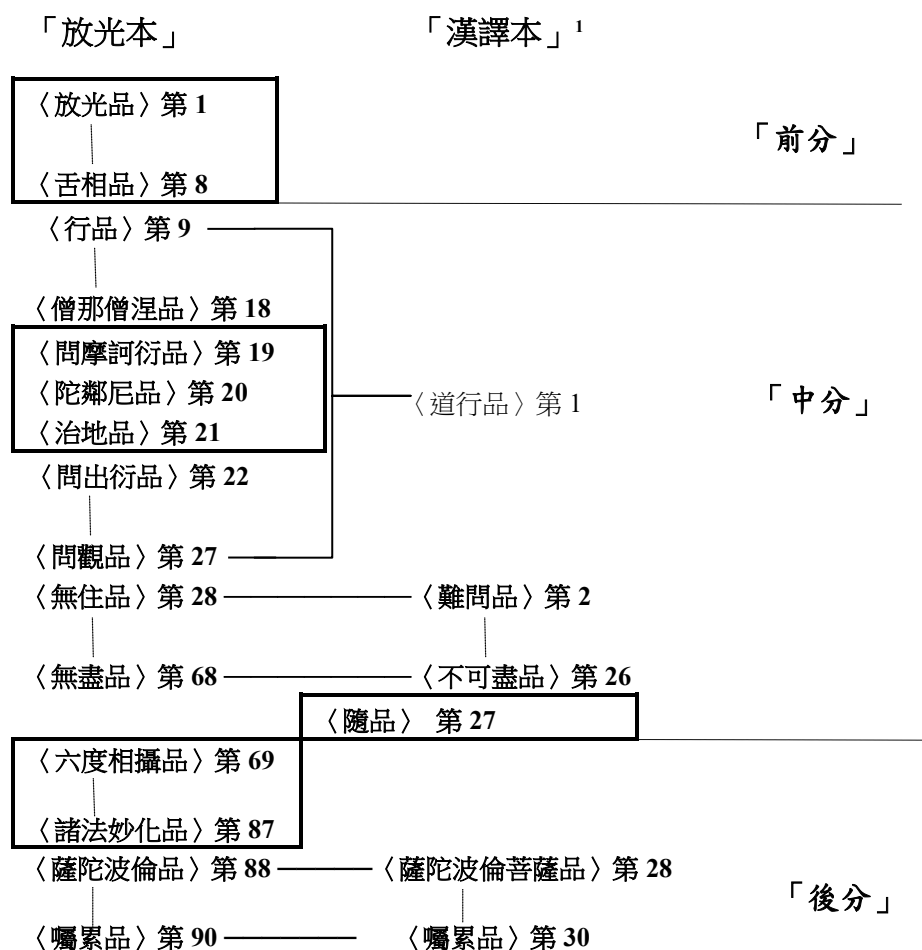 「放光本」 「漢譯本」1
〈放光品〉第 1
「前分」
〈舌相品〉第 8
〈行品〉第 9
〈僧那僧涅品〉第 18
〈問摩訶衍品〉第 19
〈陀鄰尼品〉第 20
〈道行品〉第 1 「中分」
〈治地品〉第 21
〈問出衍品〉第 22
〈問觀品〉第 27
〈無住品〉第 28 〈難問品〉第 2
〈無盡品〉第 68 〈不可盡品〉第 26
〈隨品〉 第 27
〈六度相攝品〉第 69
〈諸法妙化品〉第 87
〈薩陀波倫品〉第 88 〈薩陀波倫菩薩品〉第 28
「後分」
〈囑累品〉第 90 〈囑累品〉第 30